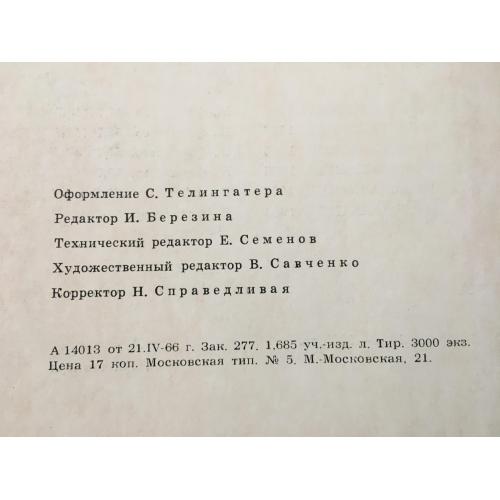 Оформление С. Телингатера
Редактор И. Березина
Технический редактор Е. Семенов
Художественный редактор В. Савченко
Корректор Н. Справедливая
А 14013 от 21.IV-66 г. Зак. 277. 1,685 уч.-изд. л. Тир. 3000 экз.
Цена 17 коп. Московская тип. № 5, М.-Московская, 21.